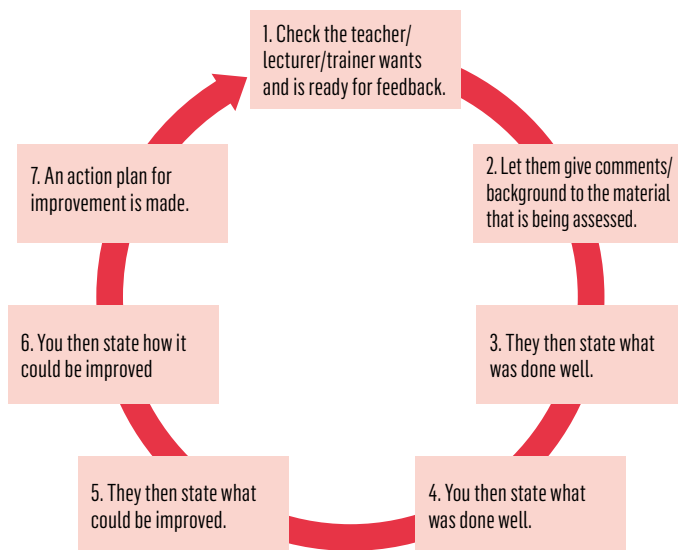 1. Check the teacher/
lecturer/trainer wants
and is ready for feedback.
2. Let them give comments/
background to the material
that is being assessed.
3. They then state what
was done well.
4. You then state what
was done well.
5. They then state what
could be improved.
6. You then state how it
could be improved
7. An action plan for
improvement is made.